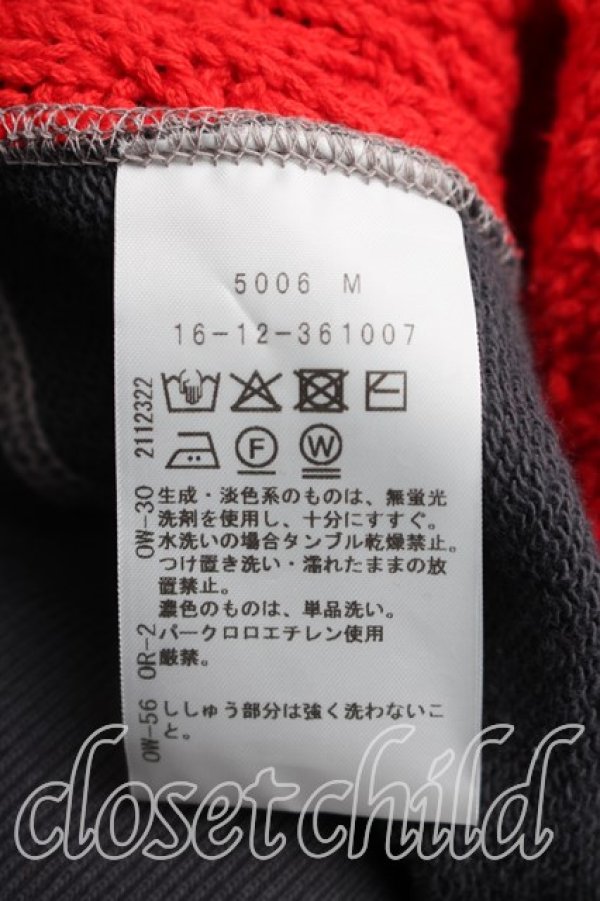 5006 M
16-12-361007
2112322
F
W
OW-30
生成・淡色系のものは、無蛍光
洗剤を使用し、十分にすすぐ。
水洗いの場合タンブル乾燥禁止。
つけ置き洗い・濡れたままの放
置禁止。
濃色のものは、単品洗い。
OR-2
パークロロエチレン使用
厳禁。
OW-56
ししゅう部分は強く洗わないこ
と。
closet child